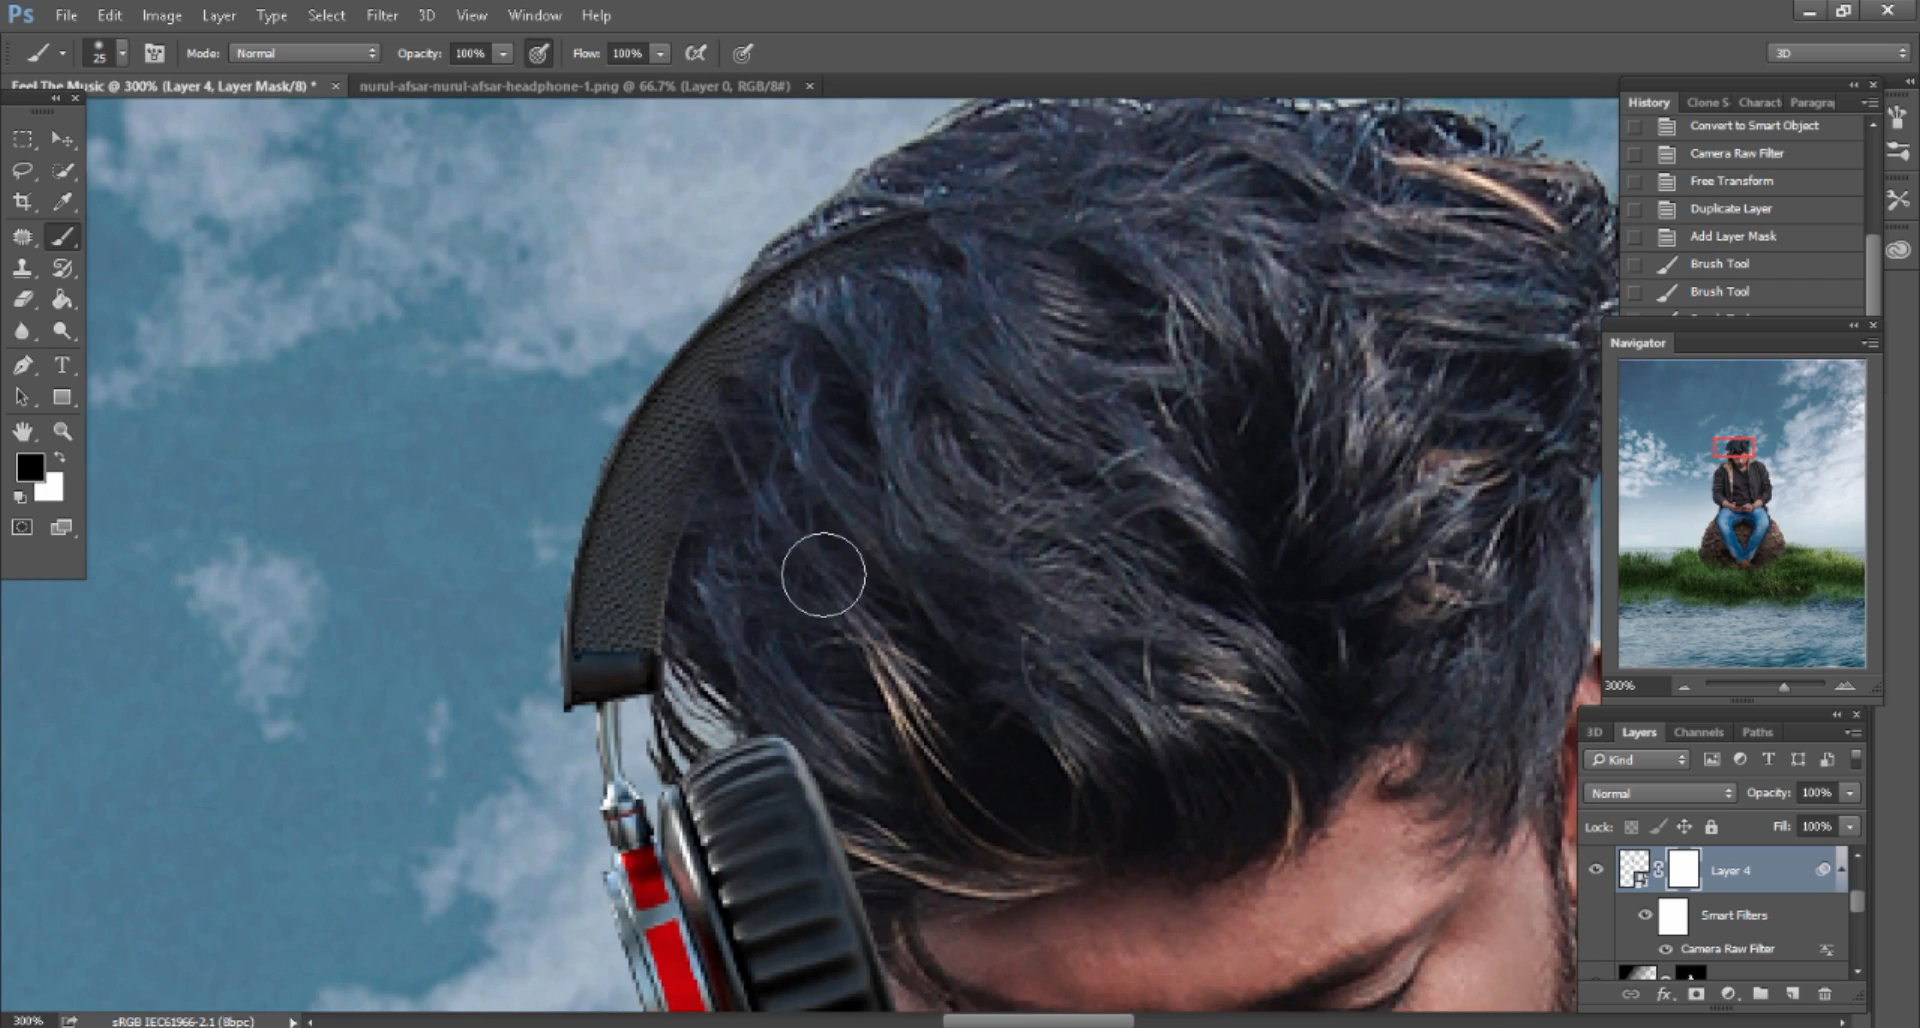 Ps File Edit Image Layer Type Select Filter 3D View Window Help
25 Mode: Normal Opacity: 100% Flow: 100% 3D
Feel The Music @ 300% (Layer 4, Layer Mask/8) * × nurul-afsar-nurul-afsar-headphone-1.png @ 66.7% (Layer 0, RGB/8#) ×
History Clone S Charact Paragra
Convert to Smart Object
Camera Raw Filter
Free Transform
Duplicate Layer
Add Layer Mask
Brush Tool
Brush Tool
Navigator
300%
3D Layers Channels Paths
Kind
Normal Opacity: 100%
Lock: Fill: 100%
Layer 4
Smart Filters
Camera Raw Filter
300% sRGB IEC61966-2.1 (8bpc)